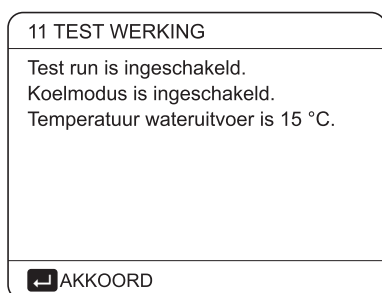 11 TEST WERKING
Test run is ingeschakeld.
Koelmodus is ingeschakeld.
Temperatuur wateruitvoer is 15 °C.
AKKOORD